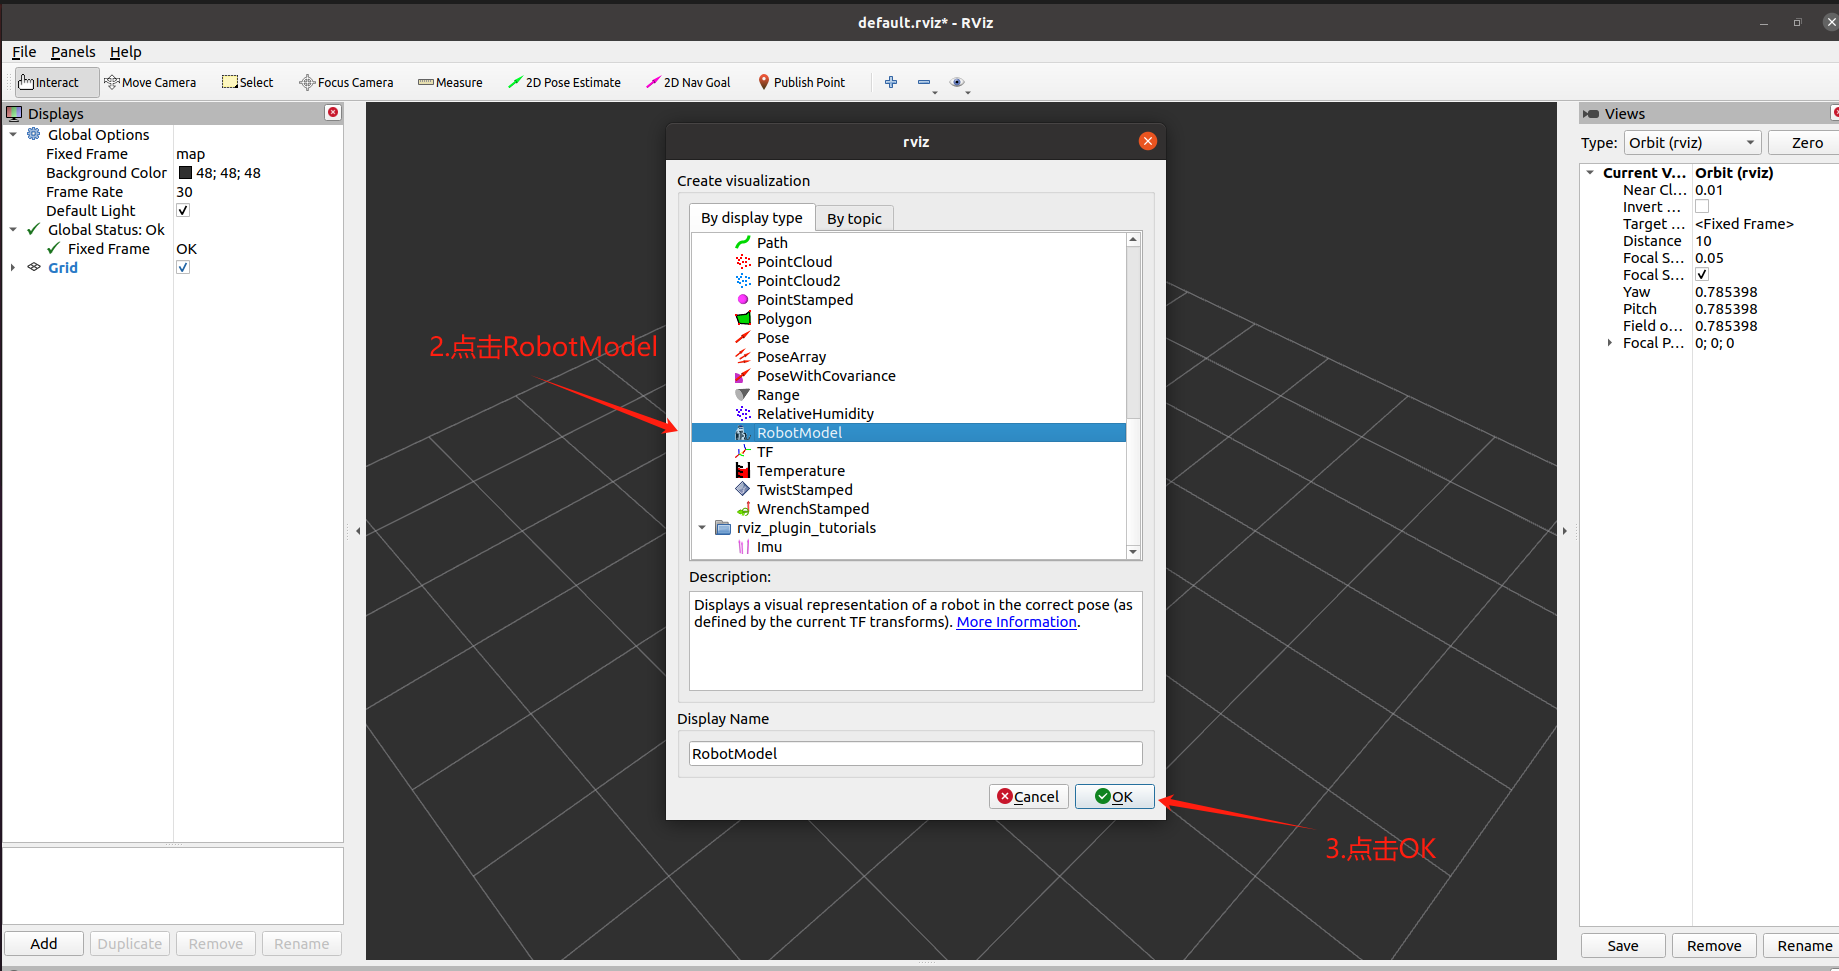 default.rviz* - RViz
File Panels Help
Interact Move Camera Select Focus Camera Measure 2D Pose Estimate 2D Nav Goal Publish Point
Displays
Global Options
Fixed Frame map
Background Color 48; 48; 48
Frame Rate 30
Default Light
Global Status: Ok
Fixed Frame OK
Grid
Add Duplicate Remove Rename
2.点击RobotModel
rviz
Create visualization
By display type By topic
Path
PointCloud
PointCloud2
PointStamped
Polygon
Pose
PoseArray
PoseWithCovariance
Range
RelativeHumidity
RobotModel
TF
Temperature
TwistStamped
WrenchStamped
rviz_plugin_tutorials
Imu
Description:
Displays a visual representation of a robot in the correct pose (as
defined by the current TF transforms). More Information.
Display Name
RobotModel
Cancel OK
3.点击OK
Views
Type: Orbit (rviz) Zero
Current V... Orbit (rviz)
Near Cl... 0.01
Invert ...
Target ... <Fixed Frame>
Distance 10
Focal S... 0.05
Focal S...
Yaw 0.785398
Pitch 0.785398
Field o... 0.785398
Focal P... 0; 0; 0
Save Remove Rename